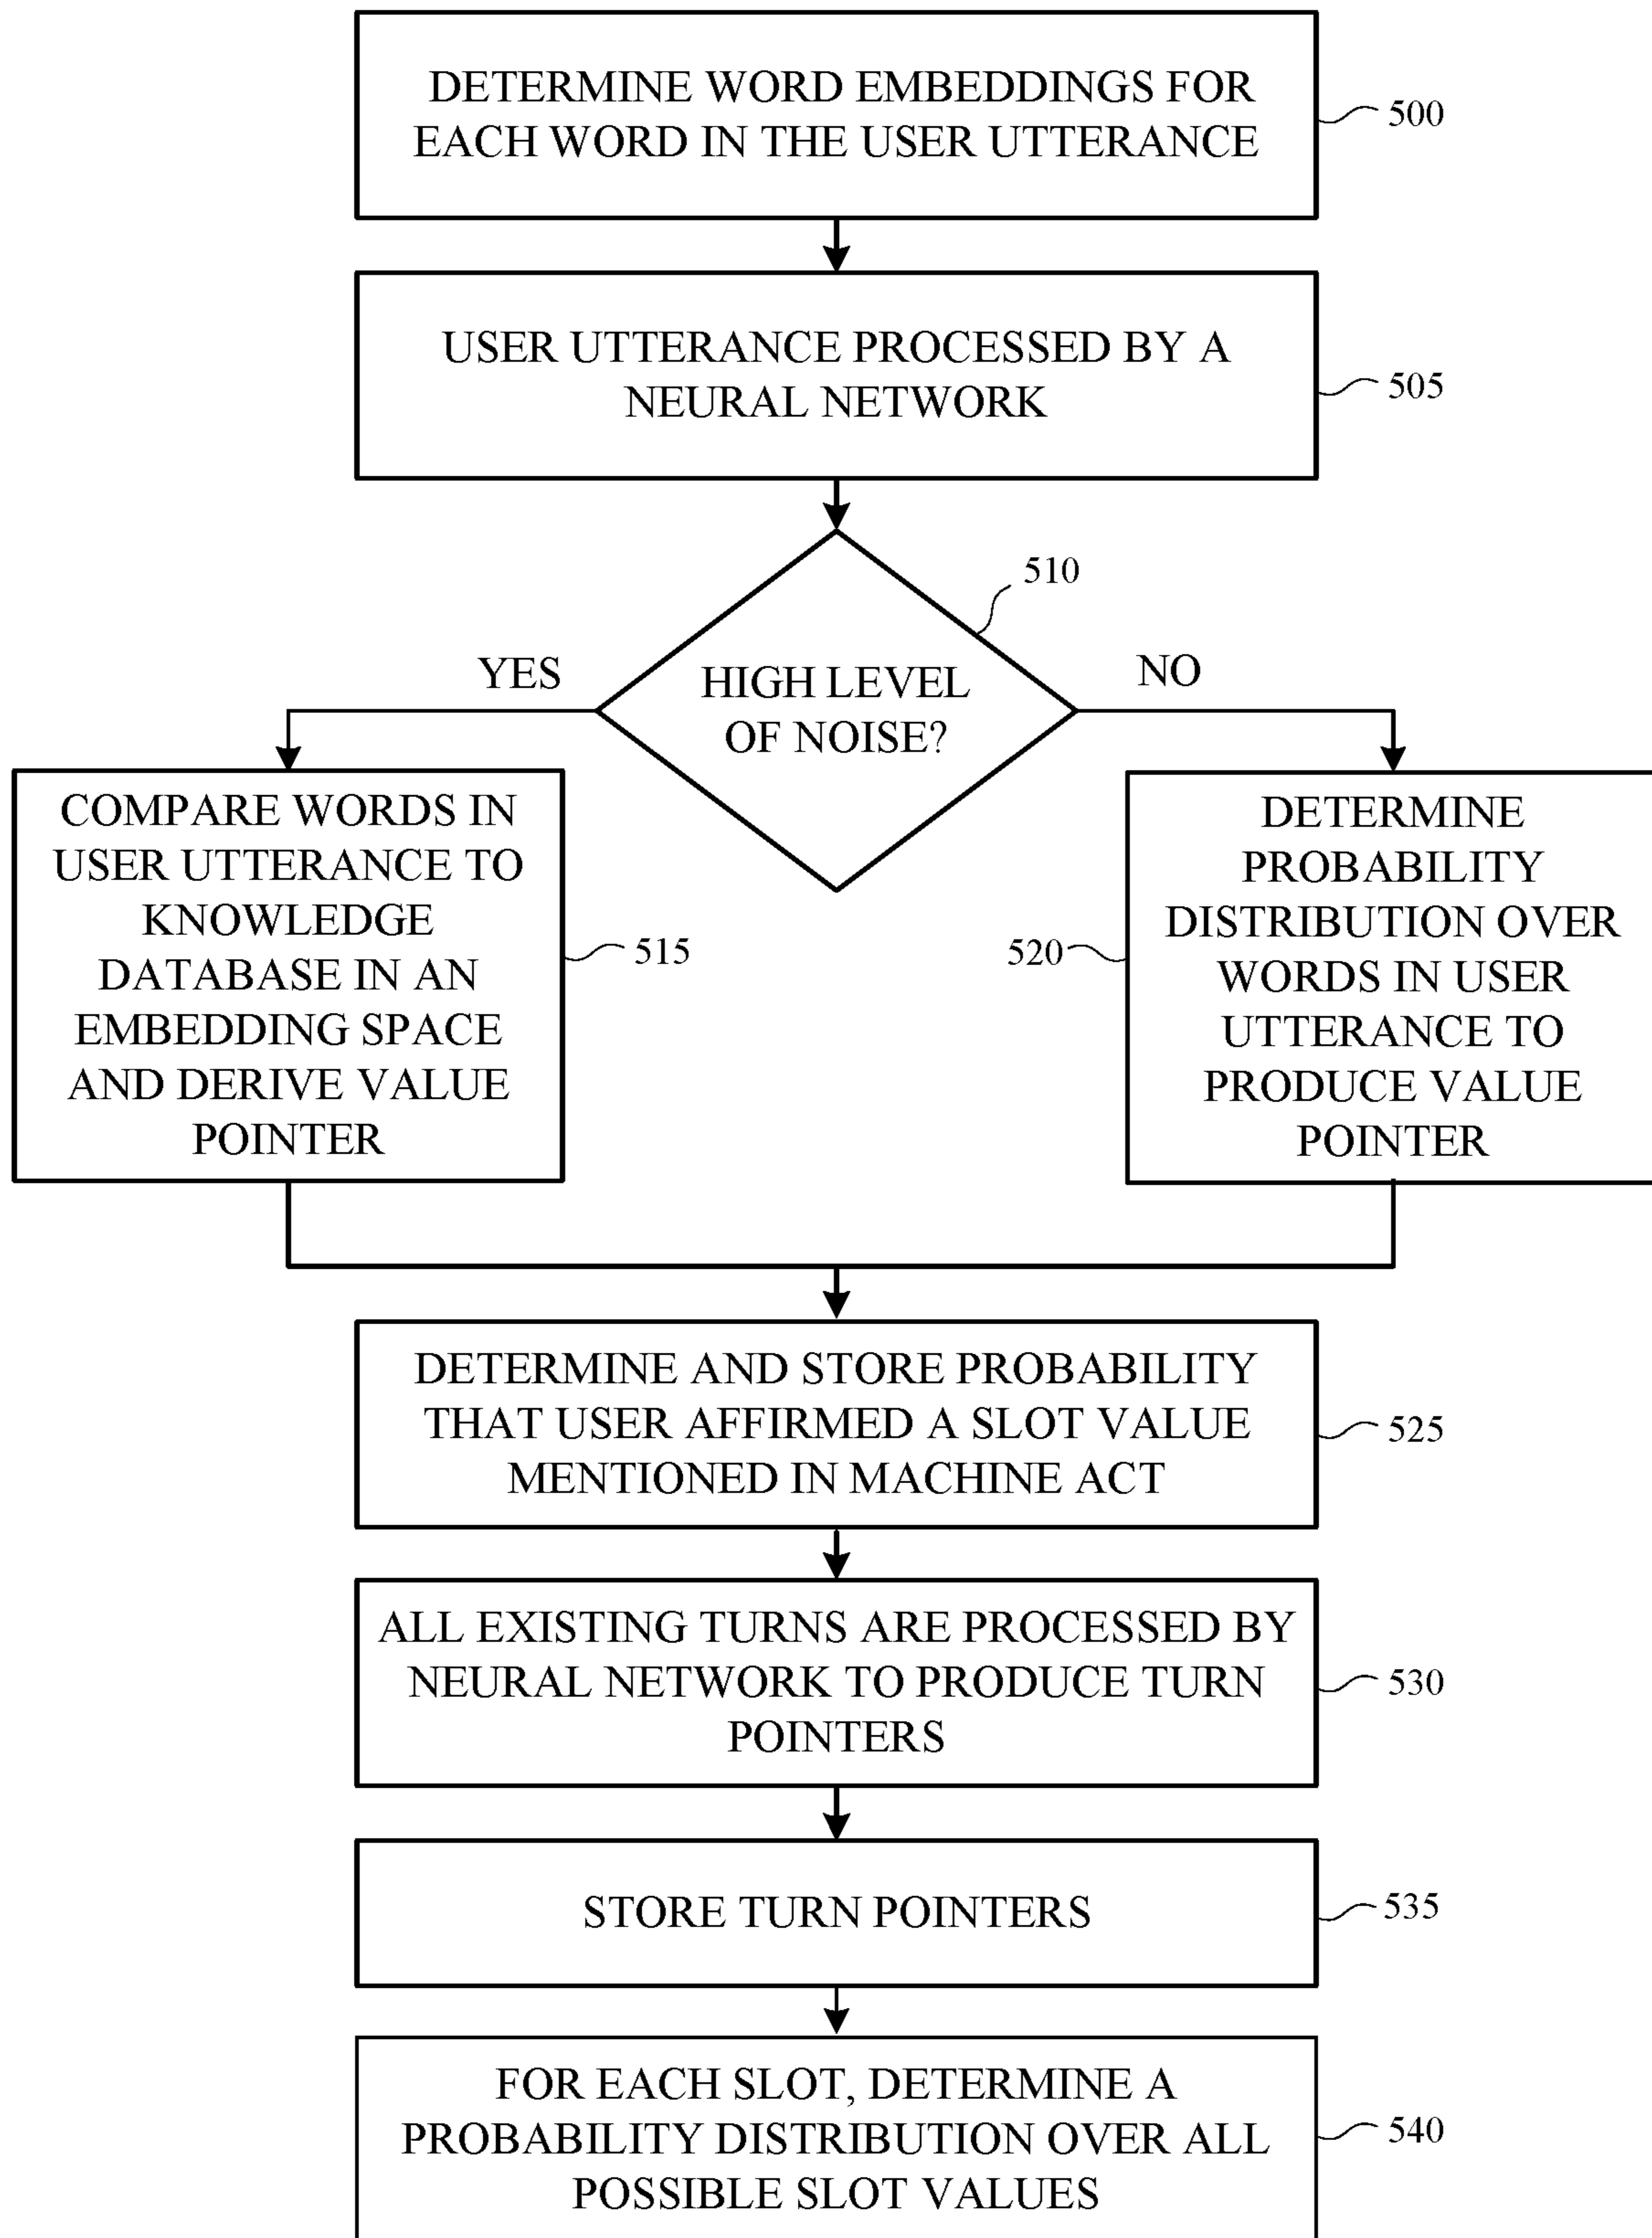 DETERMINE WORD EMBEDDINGS FOR
EACH WORD IN THE USER UTTERANCE
500
USER UTTERANCE PROCESSED BY A
NEURAL NETWORK
505
510
HIGH LEVEL
OF NOISE?
YES
NO
COMPARE WORDS IN
USER UTTERANCE TO
KNOWLEDGE
DATABASE IN AN
EMBEDDING SPACE
AND DERIVE VALUE
POINTER
515
520
DETERMINE
PROBABILITY
DISTRIBUTION OVER
WORDS IN USER
UTTERANCE TO
PRODUCE VALUE
POINTER
DETERMINE AND STORE PROBABILITY
THAT USER AFFIRMED A SLOT VALUE
MENTIONED IN MACHINE ACT
525
ALL EXISTING TURNS ARE PROCESSED BY
NEURAL NETWORK TO PRODUCE TURN
POINTERS
530
STORE TURN POINTERS
535
FOR EACH SLOT, DETERMINE A
PROBABILITY DISTRIBUTION OVER ALL
POSSIBLE SLOT VALUES
540